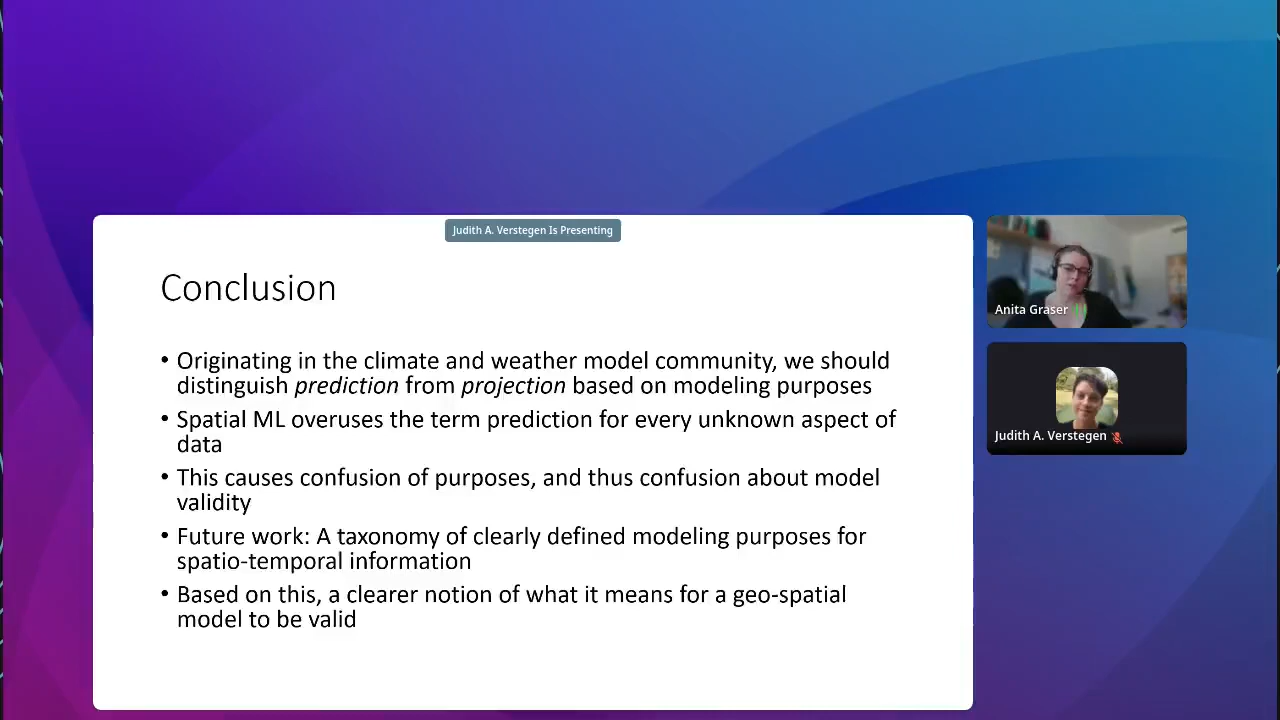 Judith A. Verstegen Is Presenting
Conclusion
• Originating in the climate and weather model community, we should
distinguish prediction from projection based on modeling purposes
• Spatial ML overuses the term prediction for every unknown aspect of
data
• This causes confusion of purposes, and thus confusion about model
validity
• Future work: A taxonomy of clearly defined modeling purposes for
spatio-temporal information
• Based on this, a clearer notion of what it means for a geo-spatial
model to be valid
Anita Graser
Judith A. Verstegen